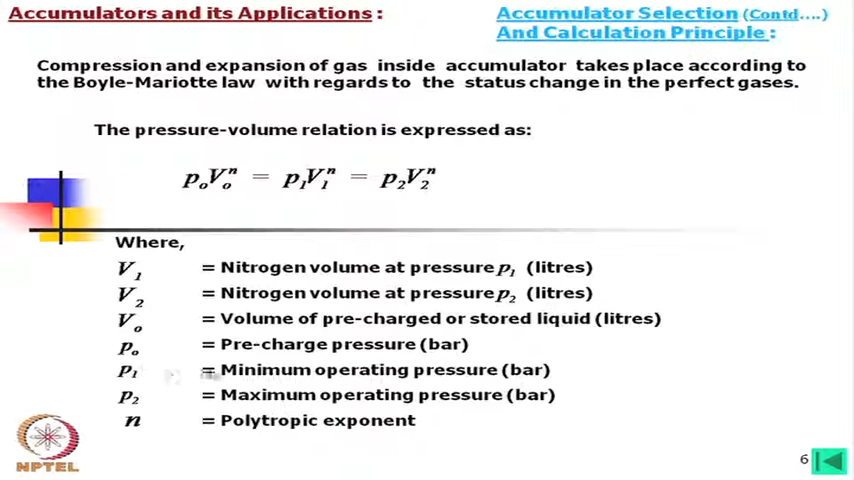 Accumulators and its Applications :
Accumulator Selection (Contd....)
And Calculation Principle :
Compression and expansion of gas inside accumulator takes place according to
the Boyle-Mariotte law with regards to the status change in the perfect gases.
The pressure-volume relation is expressed as:
p₀V₀ⁿ = p₁V₁ⁿ = p₂V₂ⁿ
Where,
V₁ = Nitrogen volume at pressure p₁ (litres)
V₂ = Nitrogen volume at pressure p₂ (litres)
V₀ = Volume of pre-charged or stored liquid (litres)
p₀ = Pre-charge pressure (bar)
p₁ = Minimum operating pressure (bar)
p₂ = Maximum operating pressure (bar)
n = Polytropic exponent
NPTEL
6